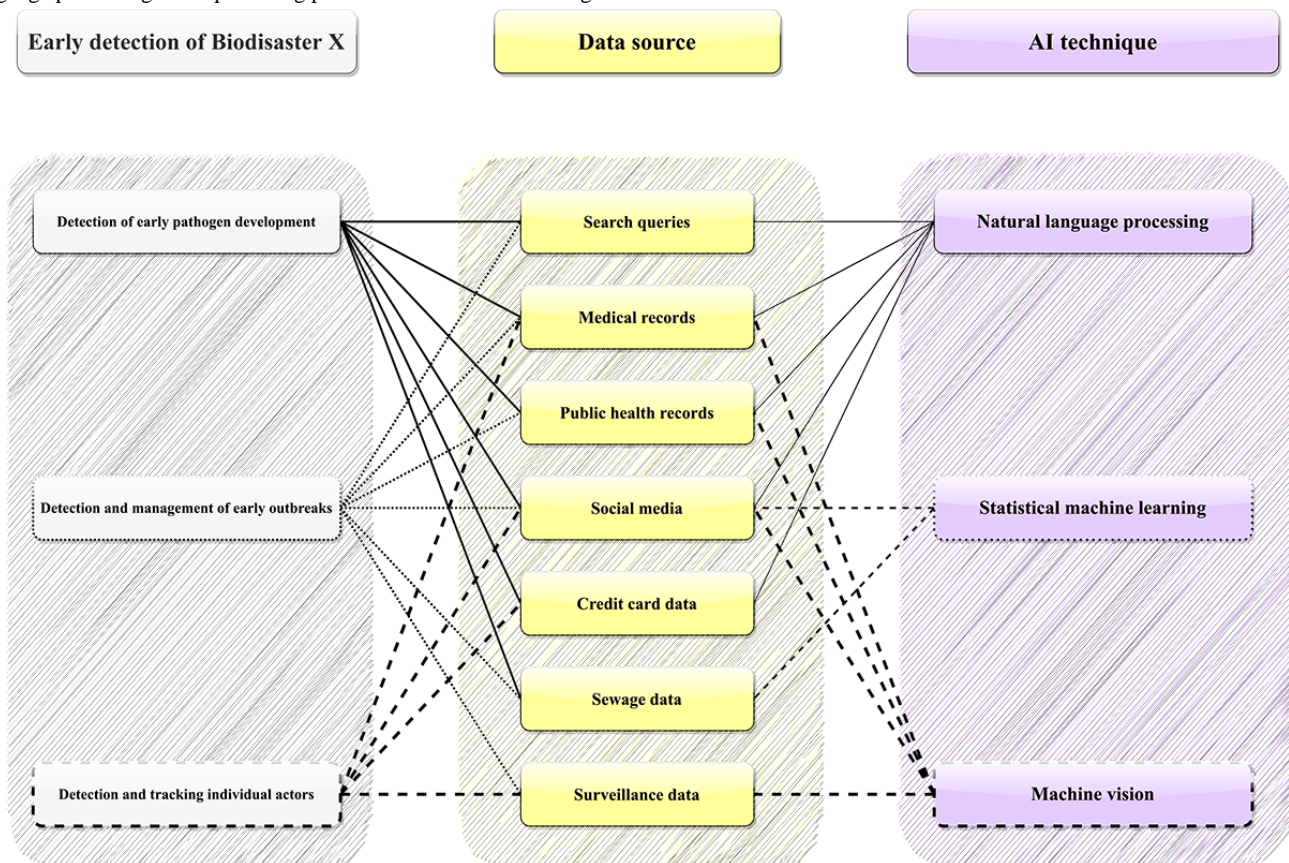 Early detection of Biodisaster X
Data source
AI technique
Detection of early pathogen development
Search queries
Natural language processing
Medical records
Public health records
Detection and management of early outbreaks
Social media
Statistical machine learning
Credit card data
Sewage data
Detection and tracking individual actors
Surveillance data
Machine vision